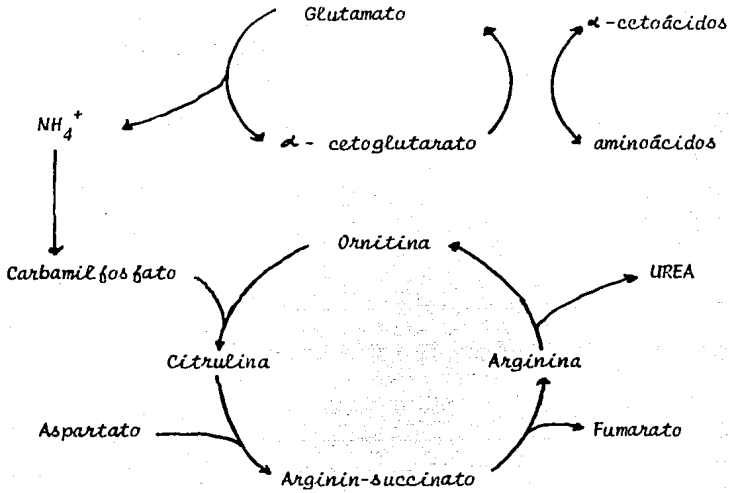 Glutamato
α-cetoácidos
NH4+
α - cetoglutarato
aminoácidos
Ornitina
Carbamilfosfato
UREA
Citrulina
Arginina
Aspartato
Fumarato
Arginin-succinato